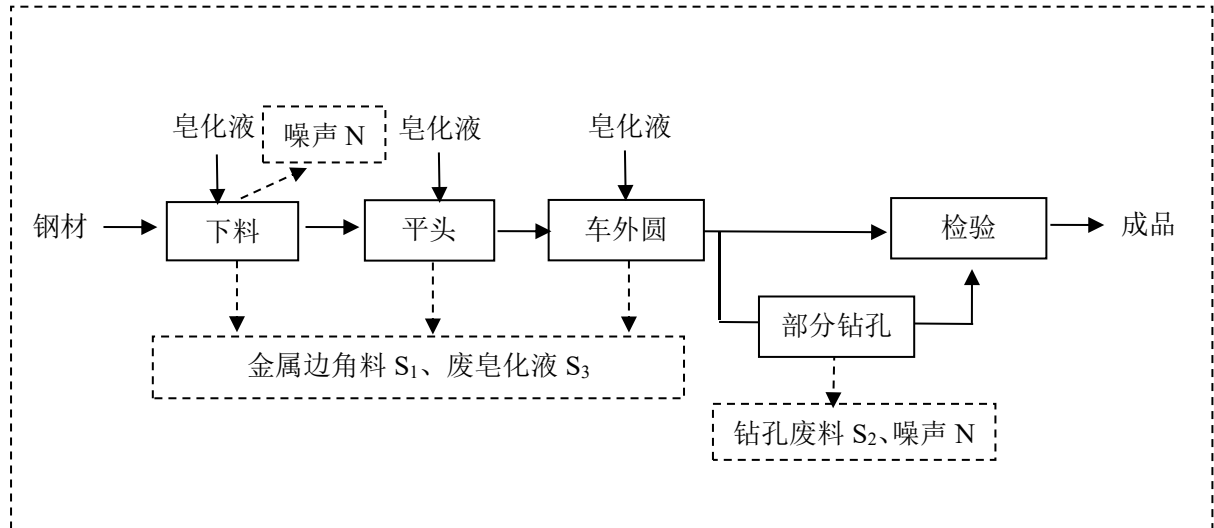 皂化液
噪声 N
皂化液
皂化液
钢材
下料
平头
车外圆
检验
成品
部分钻孔
金属边角料 S₁、废皂化液 S₃
钻孔废料 S₂、噪声 N